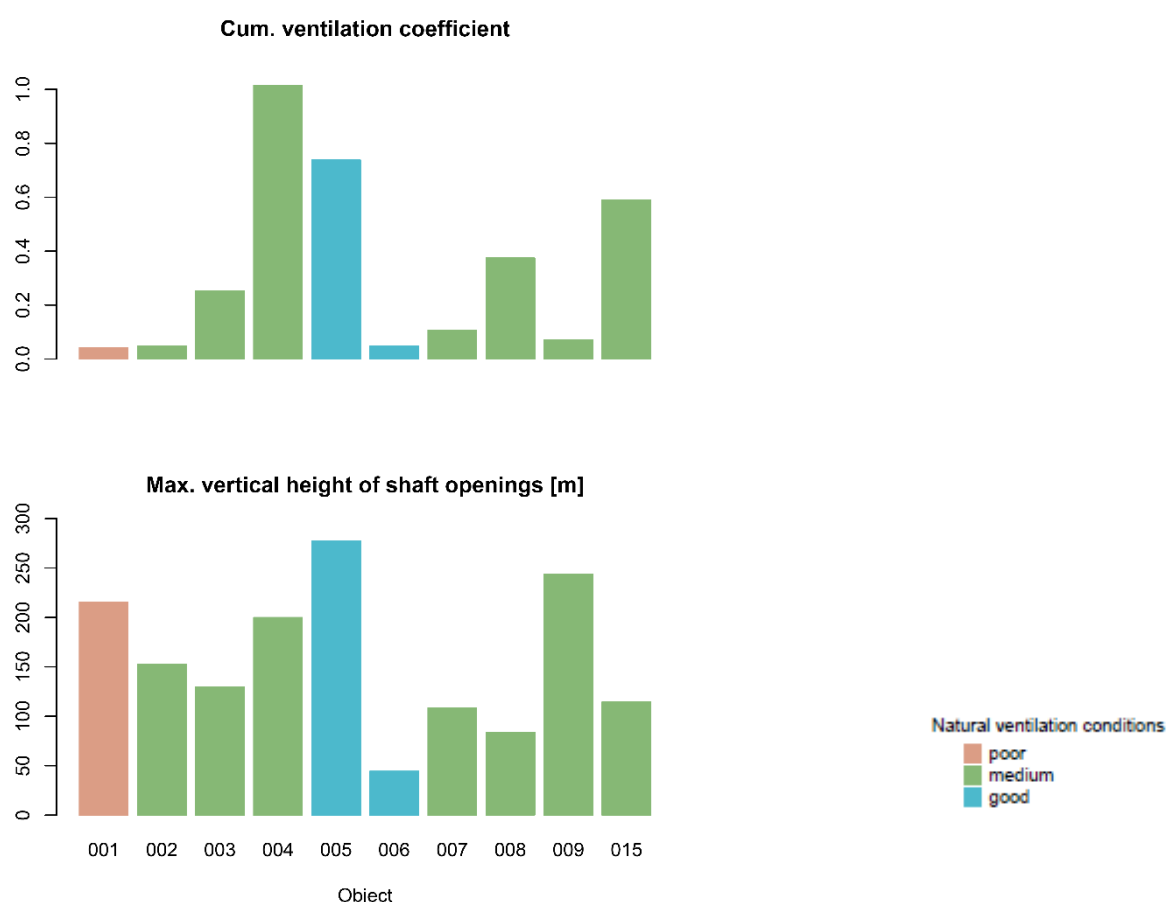 Cum. ventilation coefficient
1.0
0.8
0.6
0.4
0.2
0.0
Max. vertical height of shaft openings [m]
300
250
200
150
100
50
0
001 002 003 004 005 006 007 008 009 015
Object
Natural ventilation conditions
poor
medium
good